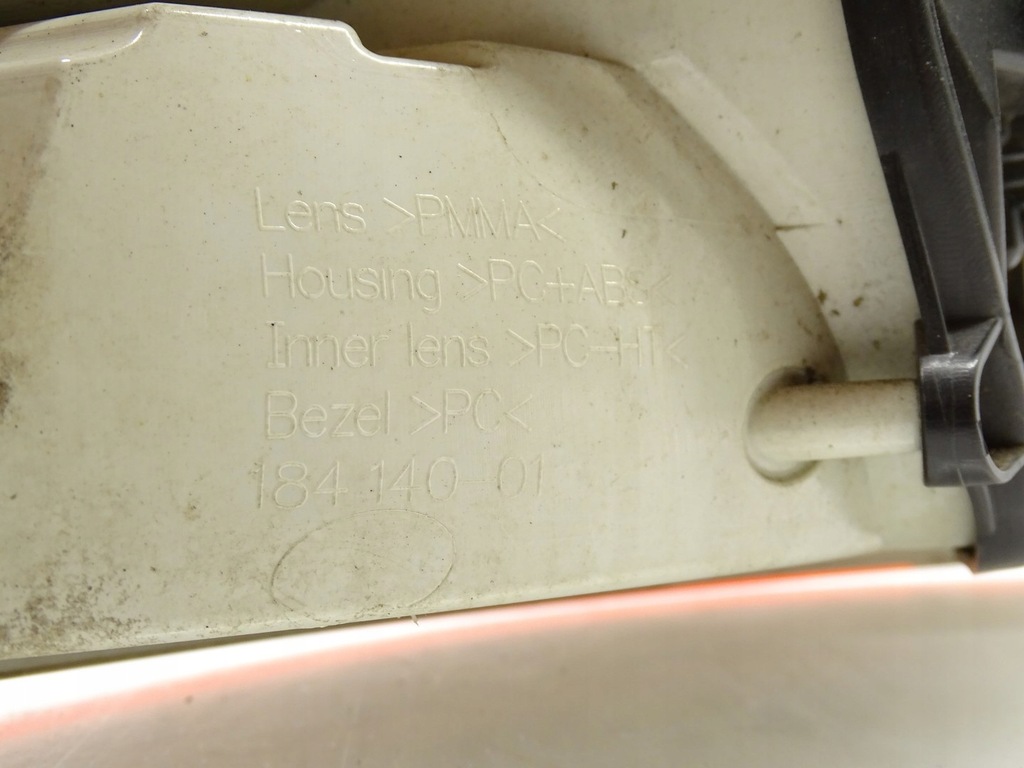 Lens >PMMA<
Housing >PC+ABS<
Inner lens >PC-HT<
Bezel >PC<
184 140-01